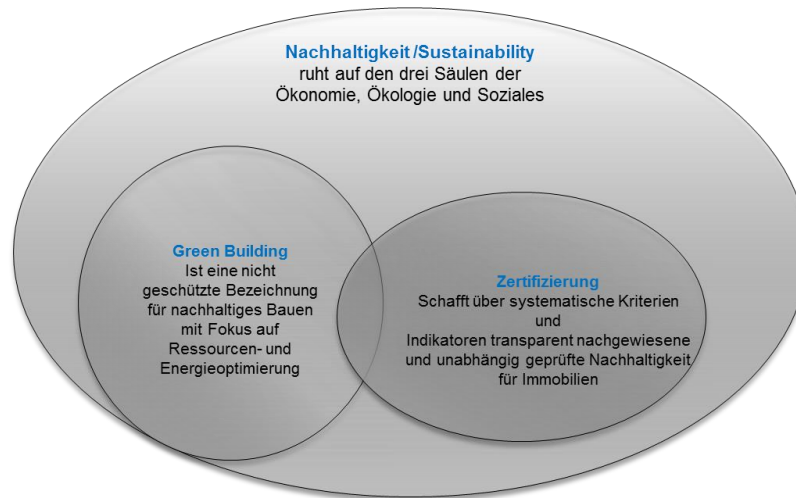 Nachhaltigkeit/Sustainability
ruht auf den drei Säulen der
Ökonomie, Ökologie und Soziales
Green Building
Ist eine nicht
geschützte Bezeichnung
für nachhaltiges Bauen
mit Fokus auf
Ressourcen- und
Energieoptimierung
Zertifizierung
Schafft über systematische Kriterien
und
Indikatoren transparent nachgewiesene
und unabhängig geprüfte Nachhaltigkeit
für Immobilien